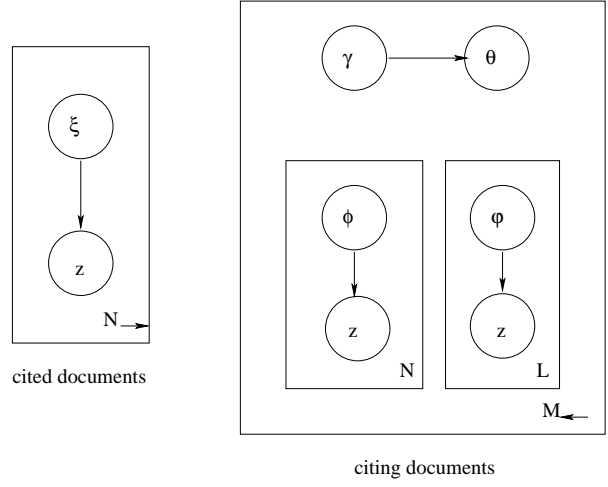 ξ
z
N
cited documents
γ
θ
ϕ
φ
z
z
N
L
M
citing documents